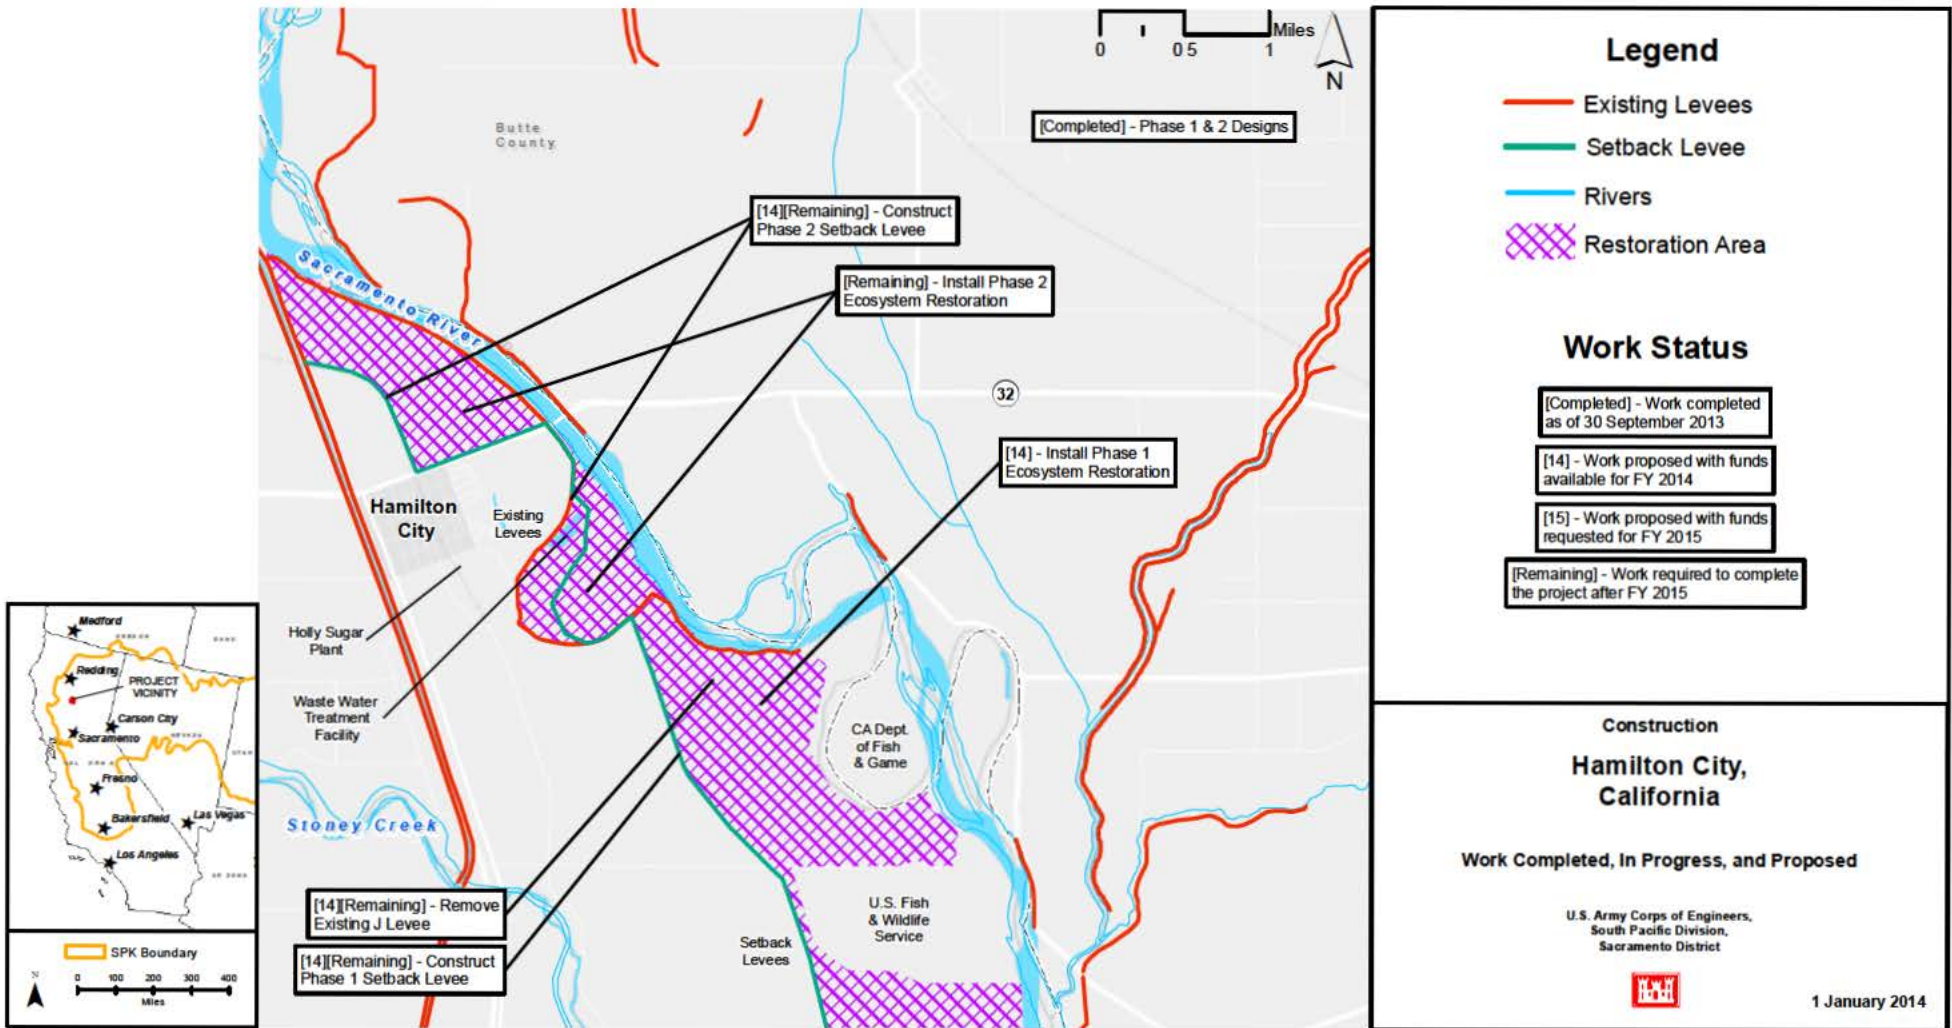 Miles
0 0 5 1
N
[Completed] - Phase 1 & 2 Designs
Butte
County
[14][Remaining] - Construct
Phase 2 Setback Levee
[Remaining] - Install Phase 2
Ecosystem Restoration
Sacramento River
32
[14] - Install Phase 1
Ecosystem Restoration
Hamilton
City
Existing
Levees
Holly Sugar
Plant
Waste Water
Treatment
Facility
CA Dept.
of Fish
& Game
Stoney Creek
[14][Remaining] - Remove
Existing J Levee
[14][Remaining] - Construct
Phase 1 Setback Levee
U.S. Fish
& Wildlife
Service
Setback
Levees
Medford
Redding
PROJECT
VICINITY
Carson City
Sacramento
NEVADA
Fresno
Bakersfield
Las Vegas
Los Angeles
SPK Boundary
N
0 100 200 300 400
Miles
Legend
Existing Levees
Setback Levee
Rivers
Restoration Area
Work Status
[Completed] - Work completed
as of 30 September 2013
[14] - Work proposed with funds
available for FY 2014
[15] - Work proposed with funds
requested for FY 2015
[Remaining] - Work required to complete
the project after FY 2015
Construction
Hamilton City,
California
Work Completed, In Progress, and Proposed
U.S. Army Corps of Engineers,
South Pacific Division,
Sacramento District
1 January 2014